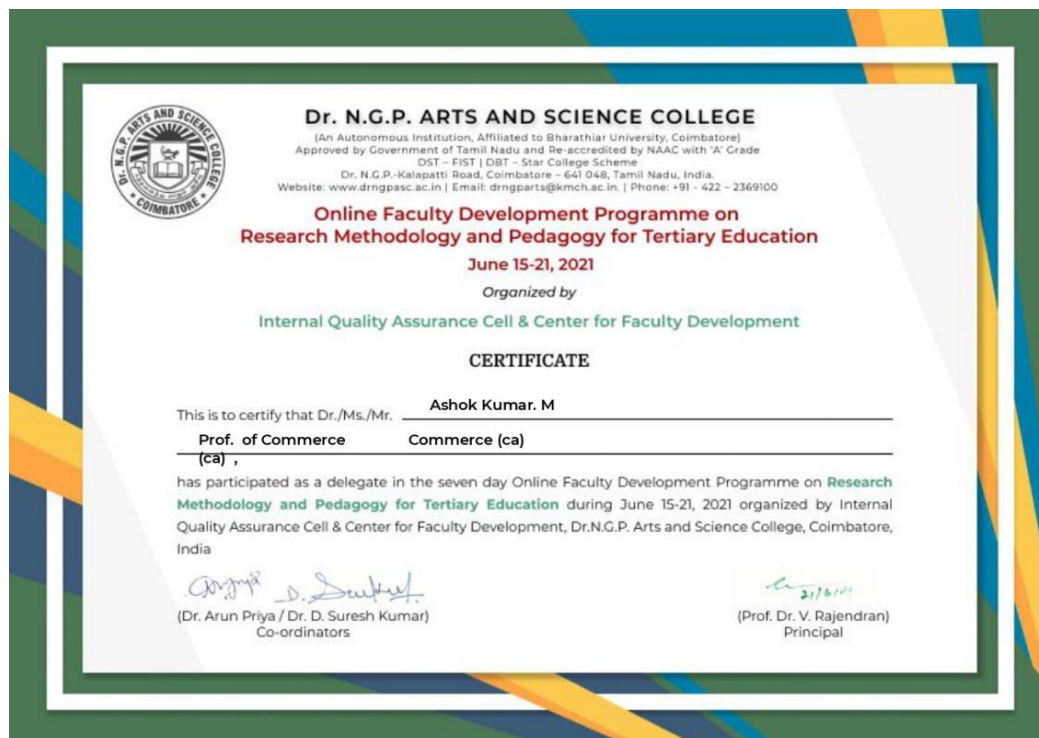 Dr. N.G.P. ARTS AND SCIENCE COLLEGE
(An Autonomous Institution, Affiliated to Bharathiar University, Coimbatore)
Approved by Government of Tamil Nadu and Re-accredited by NAAC with 'A' Grade
DST – FIST | DBT – Star College Scheme
Dr. N.G.P.-Kalapatti Road, Coimbatore – 641 048, Tamil Nadu, India.
Website: www.drngpasc.ac.in | Email: drngparts@kmch.ac.in. | Phone: +91 - 422 – 2369100
Dr. N.G.P. ARTS AND SCIENCE COLLEGE
COIMBATORE
Online Faculty Development Programme on
Research Methodology and Pedagogy for Tertiary Education
June 15-21, 2021
Organized by
Internal Quality Assurance Cell & Center for Faculty Development
CERTIFICATE
This is to certify that Dr./Ms./Mr. Ashok Kumar. M
Prof. of Commerce Commerce (ca)
(ca) ,
has participated as a delegate in the seven day Online Faculty Development Programme on Research
Methodology and Pedagogy for Tertiary Education during June 15-21, 2021 organized by Internal
Quality Assurance Cell & Center for Faculty Development, Dr.N.G.P. Arts and Science College, Coimbatore,
India
(Dr. Arun Priya / Dr. D. Suresh Kumar)
Co-ordinators
(Prof. Dr. V. Rajendran)
Principal